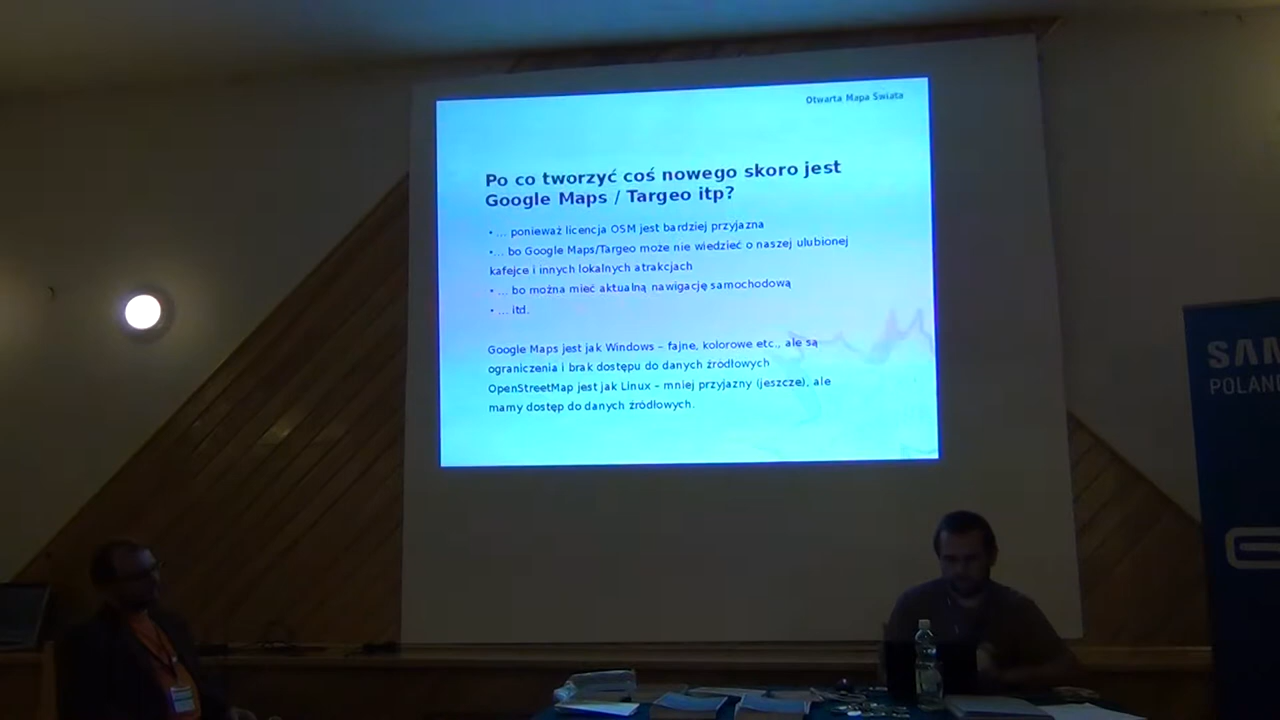 Otwarta Mapa Świata
Po co tworzyć coś nowego skoro jest
Google Maps / Targeo itp?
• ... ponieważ licencja OSM jest bardziej przyjazna
•... bo Google Maps/Targeo może nie wiedzieć o naszej ulubionej
kafejce i innych lokalnych atrakcjach
• ... bo można mieć aktualną nawigację samochodową
• ... itd.
Google Maps jest jak Windows – fajne, kolorowe etc., ale są
ograniczenia i brak dostępu do danych źródłowych
OpenStreetMap jest jak Linux – mniej przyjazny (jeszcze), ale
mamy dostęp do danych źródłowych.
SAM
POLAND